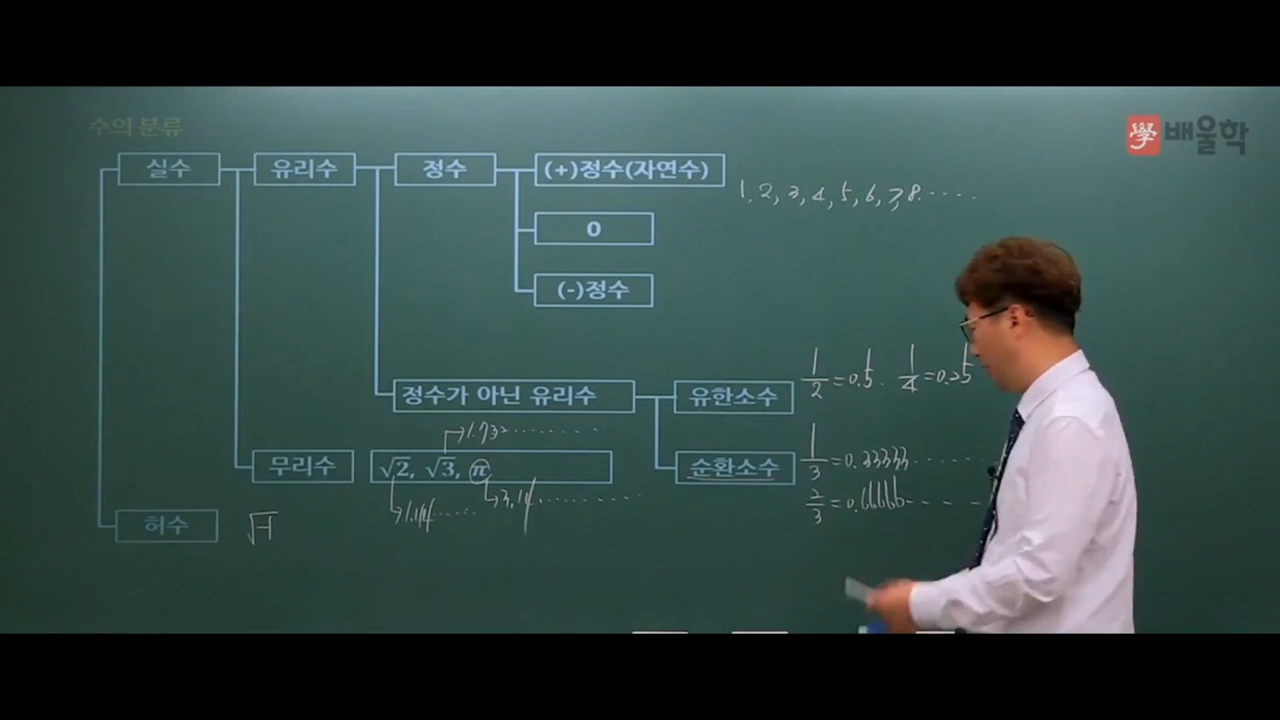 수의 분류
學 배울학
실수 유리수 정수 (+)정수(자연수)
1, 2, 3, 4, 5, 6, 7, 8. ....
0
(-)정수
정수가 아닌 유리수 유한소수 1/2=0.5. 1/4=0.25
→1.732.........
무리수 √2, √3, π 순환소수 1/3=0.33333......
→1.414...... →3.14.........
2/3=0.66666- - - -
허수 √-1